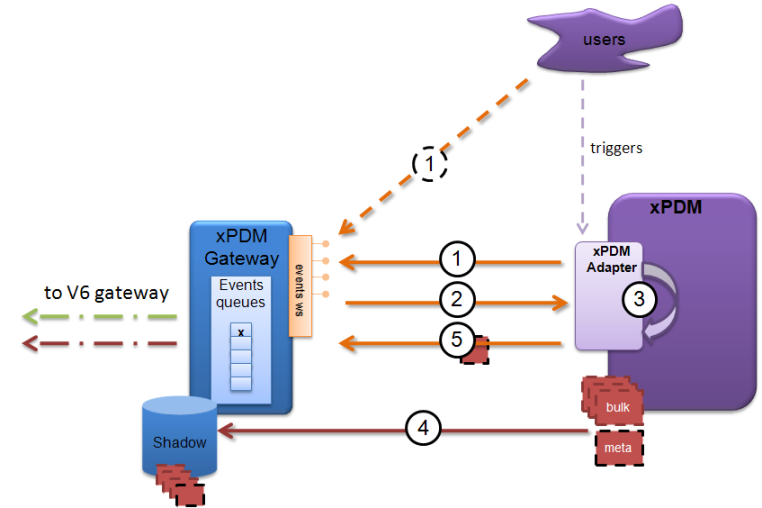 users
triggers
1
xPDM
xPDM
Gateway
events ws
xPDM
Adapter
1
Events
queues
to V6 gateway
2
3
x
5
bulk
4
Shadow
meta